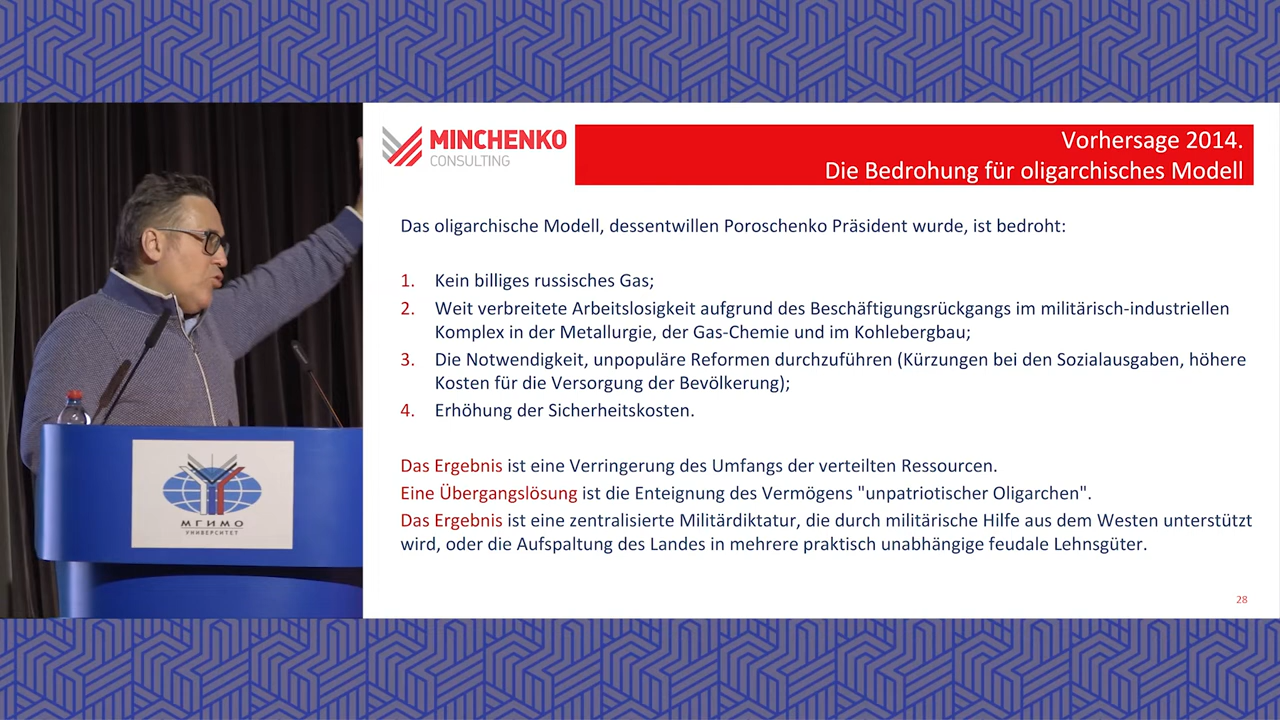 MINCHENKO
CONSULTING
Vorhersage 2014.
Die Bedrohung für oligarchisches Modell
Das oligarchische Modell, dessentwillen Poroschenko Präsident wurde, ist bedroht:
1. Kein billiges russisches Gas;
2. Weit verbreitete Arbeitslosigkeit aufgrund des Beschäftigungsrückgangs im militärisch-industriellen
Komplex in der Metallurgie, der Gas-Chemie und im Kohlebergbau;
3. Die Notwendigkeit, unpopuläre Reformen durchzuführen (Kürzungen bei den Sozialausgaben, höhere
Kosten für die Versorgung der Bevölkerung);
4. Erhöhung der Sicherheitskosten.
Das Ergebnis ist eine Verringerung des Umfangs der verteilten Ressourcen.
Eine Übergangslösung ist die Enteignung des Vermögens "unpatriotischer Oligarchen".
Das Ergebnis ist eine zentralisierte Militärdiktatur, die durch militärische Hilfe aus dem Westen unterstützt
wird, oder die Aufspaltung des Landes in mehrere praktisch unabhängige feudale Lehnsgüter.
28
МГИМО
УНИВЕРСИТЕТ